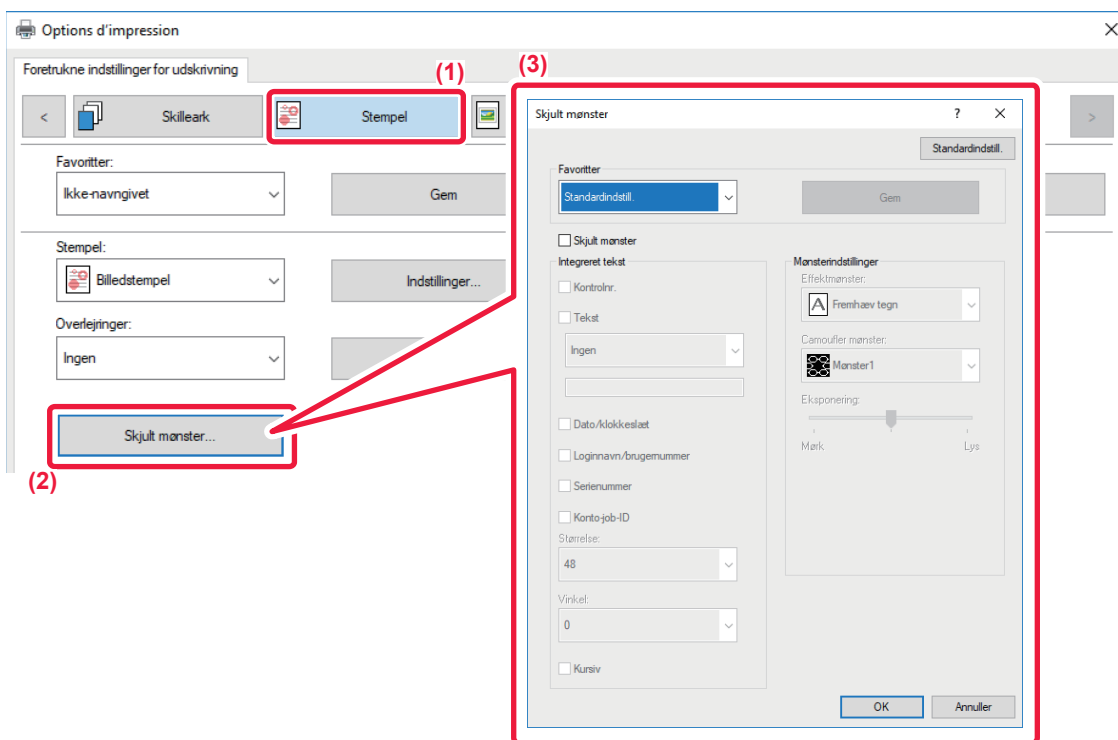 Options d'impression
Foretrukne indstillinger for udskrivning
(1)
(3)
<
Skilleark
Stempel
>
Favoritter:
Ikke-navngivet
Gem
Stempel:
Billedstempel
Indstillinger...
Overlejringer:
Ingen
Skjult mønster...
(2)
Skjult mønster
?
Standardindstill.
Favoritter
Standardindstill.
Gem
Skjult mønster
Integreret tekst
Kontrolnr.
Tekst
Ingen
Dato/klokkeslæt
Loginnavn/brugernummer
Serienummer
Konto-job-ID
Størrelse:
48
Vinkel:
0
Kursiv
Mønsterindstillinger
Effektmønster:
A Fremhæv tegn
Camoufler mønster:
Mønster1
Eksponering:
Mørk
Lys
OK
Annuller